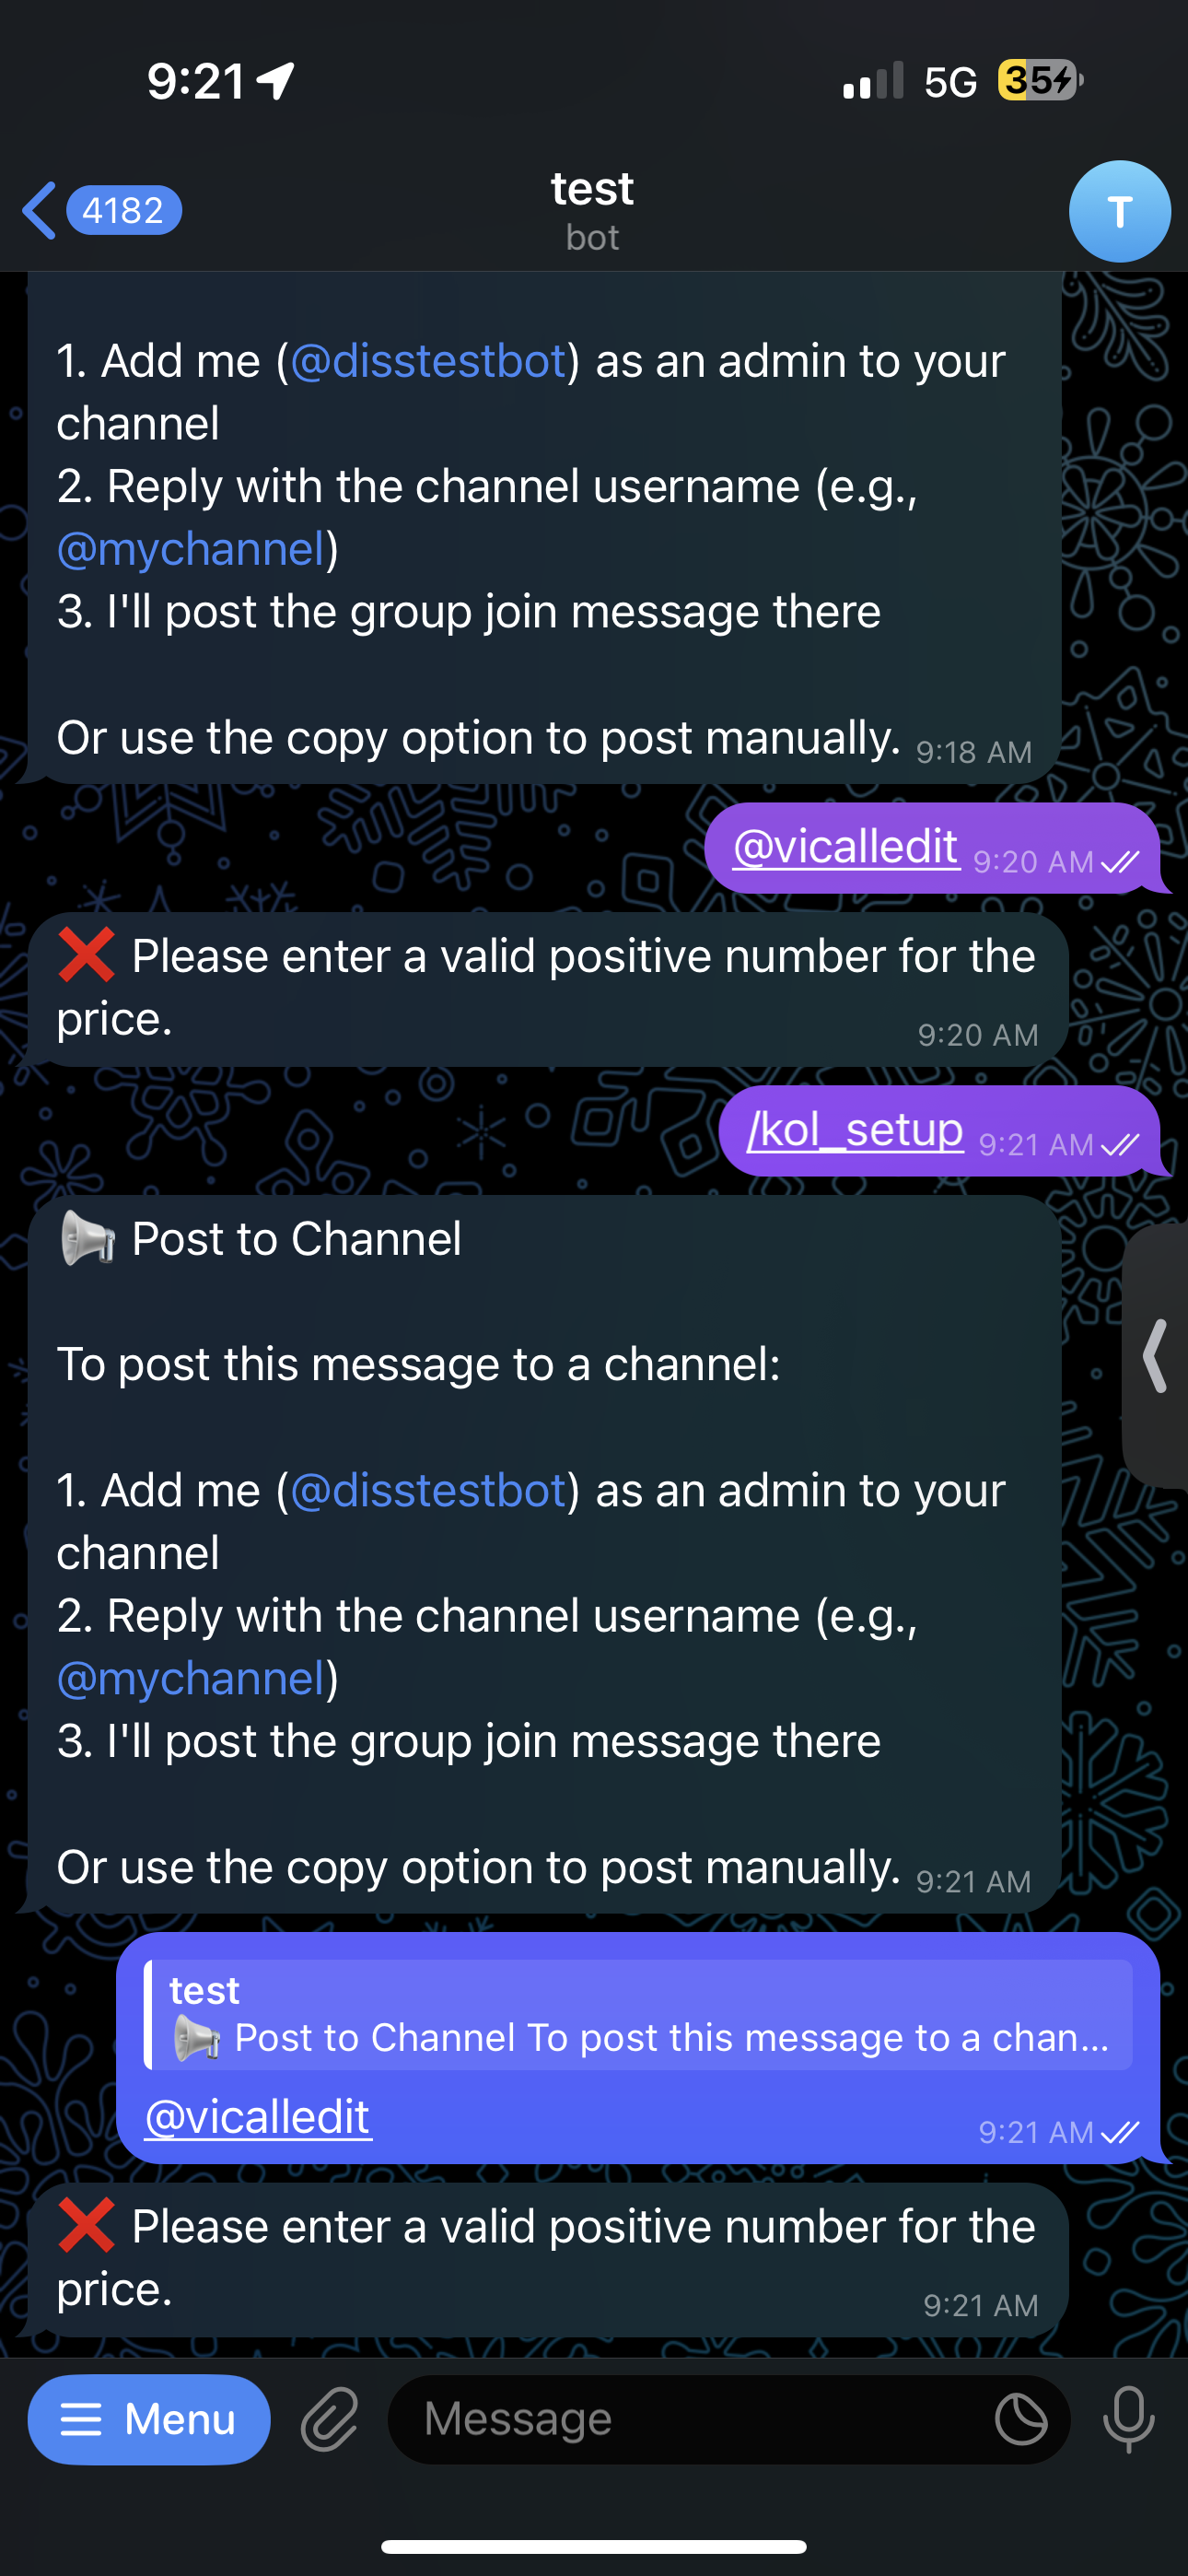 9:21
5G
35
4182
test
bot
T
1. Add me (@disstestbot) as an admin to your
channel
2. Reply with the channel username (e.g.,
@mychannel)
3. I'll post the group join message there
Or use the copy option to post manually. 9:18 AM
@vicalledit 9:20 AM
❌ Please enter a valid positive number for the
price. 9:20 AM
/kol_setup 9:21 AM
📢 Post to Channel
To post this message to a channel:
1. Add me (@disstestbot) as an admin to your
channel
2. Reply with the channel username (e.g.,
@mychannel)
3. I'll post the group join message there
Or use the copy option to post manually. 9:21 AM
test
📢 Post to Channel To post this message to a chan...
@vicalledit 9:21 AM
❌ Please enter a valid positive number for the
price. 9:21 AM
Menu
Message